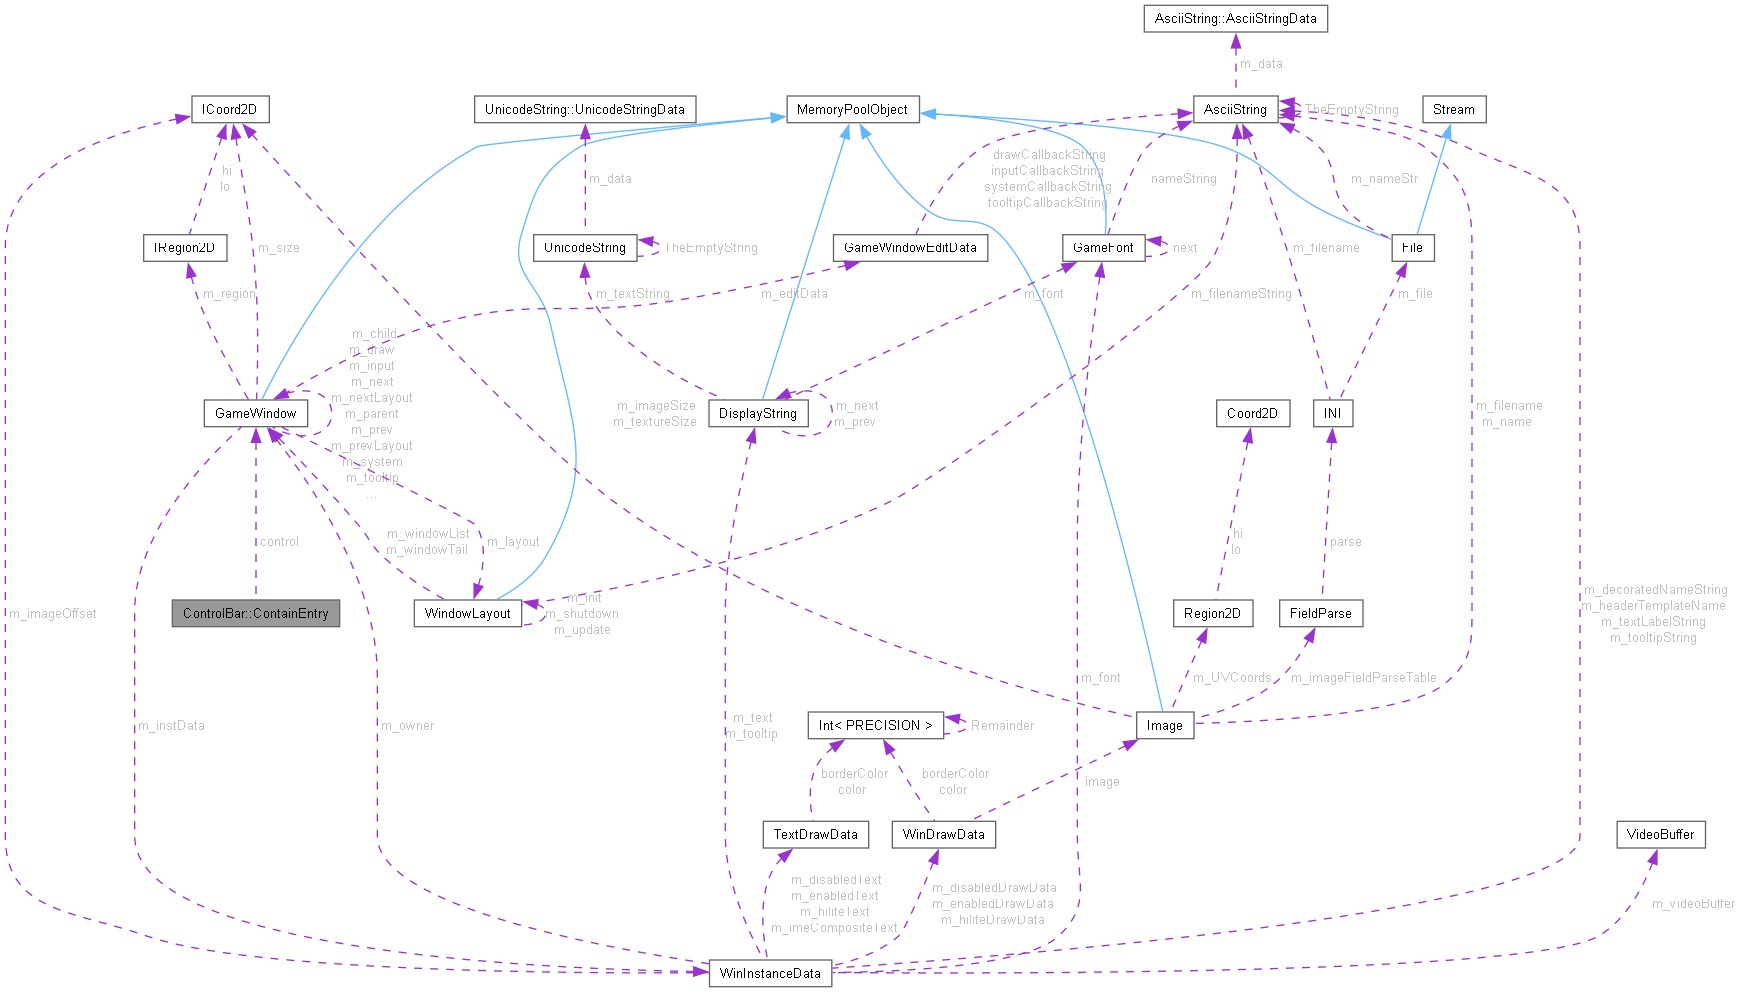 AsciiString::AsciiStringData
m_data
ICoord2D
UnicodeString::UnicodeStringData
MemoryPoolObject
AsciiString
TheEmptyString
Stream
hi
lo
m_data
drawCallbackString
inputCallbackString
systemCallbackString
tooltipCallbackString
nameString
m_nameStr
IRegion2D
m_size
UnicodeString
TheEmptyString
GameWindowEditData
GameFont
next
m_filename
File
m_region
m_textString
m_editData
m_font
m_filenameString
m_file
m_child
m_draw
m_input
m_next
m_nextLayout
m_parent
m_prev
m_prevLayout
m_system
m_tooltip
...
GameWindow
m_imageSize
m_textureSize
DisplayString
m_next
m_prev
Coord2D
INI
m_filename
m_name
control
m_windowList
m_windowTail
m_layout
hi
lo
parse
m_imageOffset
ControlBar::ContainEntry
WindowLayout
m_init
m_shutdown
m_update
Region2D
FieldParse
m_decoratedNameString
m_headerTemplateName
m_textLabelString
m_tooltipString
m_font
m_UVCoords
m_imageFieldParseTable
m_instData
m_owner
m_text
m_tooltip
Int< PRECISION >
Remainder
Image
borderColor
color
borderColor
color
image
TextDrawData
WinDrawData
VideoBuffer
m_disabledText
m_enabledText
m_hiliteText
m_imeCompositeText
m_disabledDrawData
m_enabledDrawData
m_hiliteDrawData
m_videoBuffer
WinInstanceData